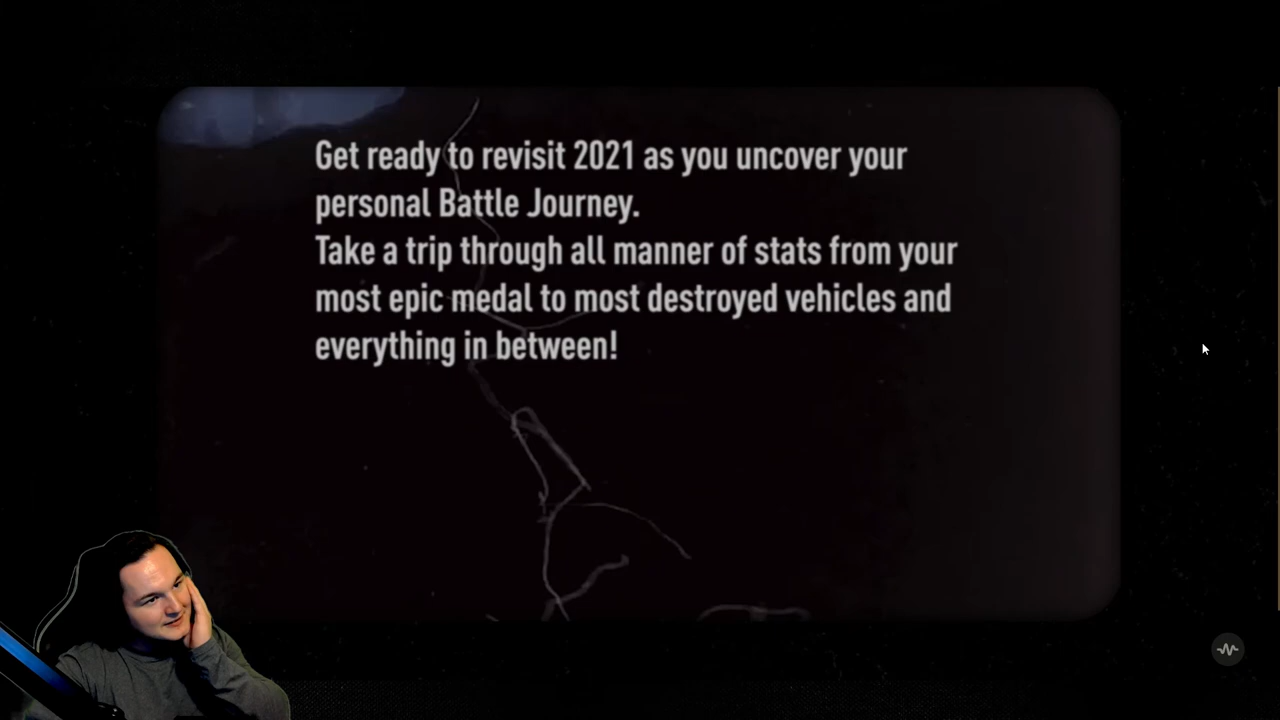 Get ready to revisit 2021 as you uncover your
personal Battle Journey.
Take a trip through all manner of stats from your
most epic medal to most destroyed vehicles and
everything in between!